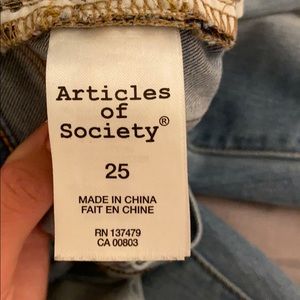 Articles
of
Society®
25
MADE IN CHINA
FAIT EN CHINE
RN 137479
CA 00803